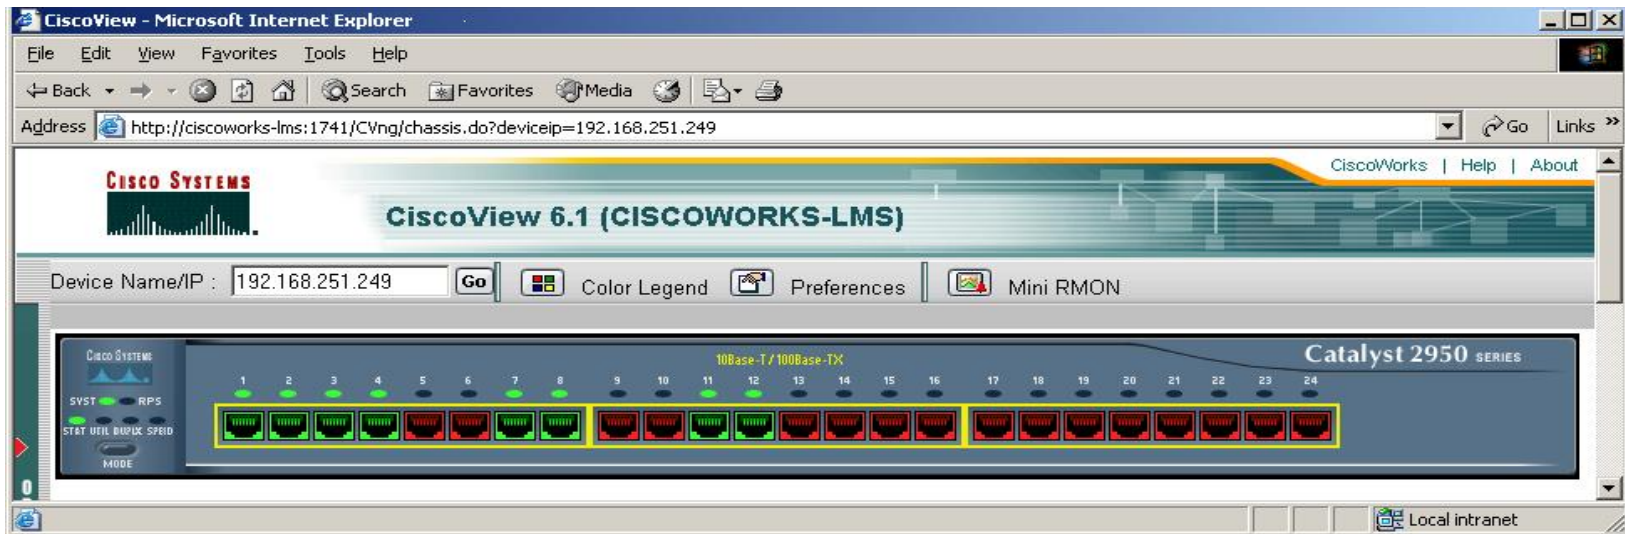 CiscoView - Microsoft Internet Explorer
File Edit View Favorites Tools Help
Back Search Favorites Media
Address http://ciscoworks-lms:1741/CVng/chassis.do?deviceip=192.168.251.249 Go Links »
CiscoWorks | Help | About
CISCO SYSTEMS
CiscoView 6.1 (CISCOWORKS-LMS)
Device Name/IP : 192.168.251.249 Go Color Legend Preferences Mini RMON
CISCO SYSTEMS
10Base-T / 100Base-TX
Catalyst 2950 SERIES
1 2 3 4 5 6 7 8 9 10 11 12 13 14 15 16 17 18 19 20 21 22 23 24
SYST RPS
STAT UTIL DUPLX SPEED
MODE
Local intranet